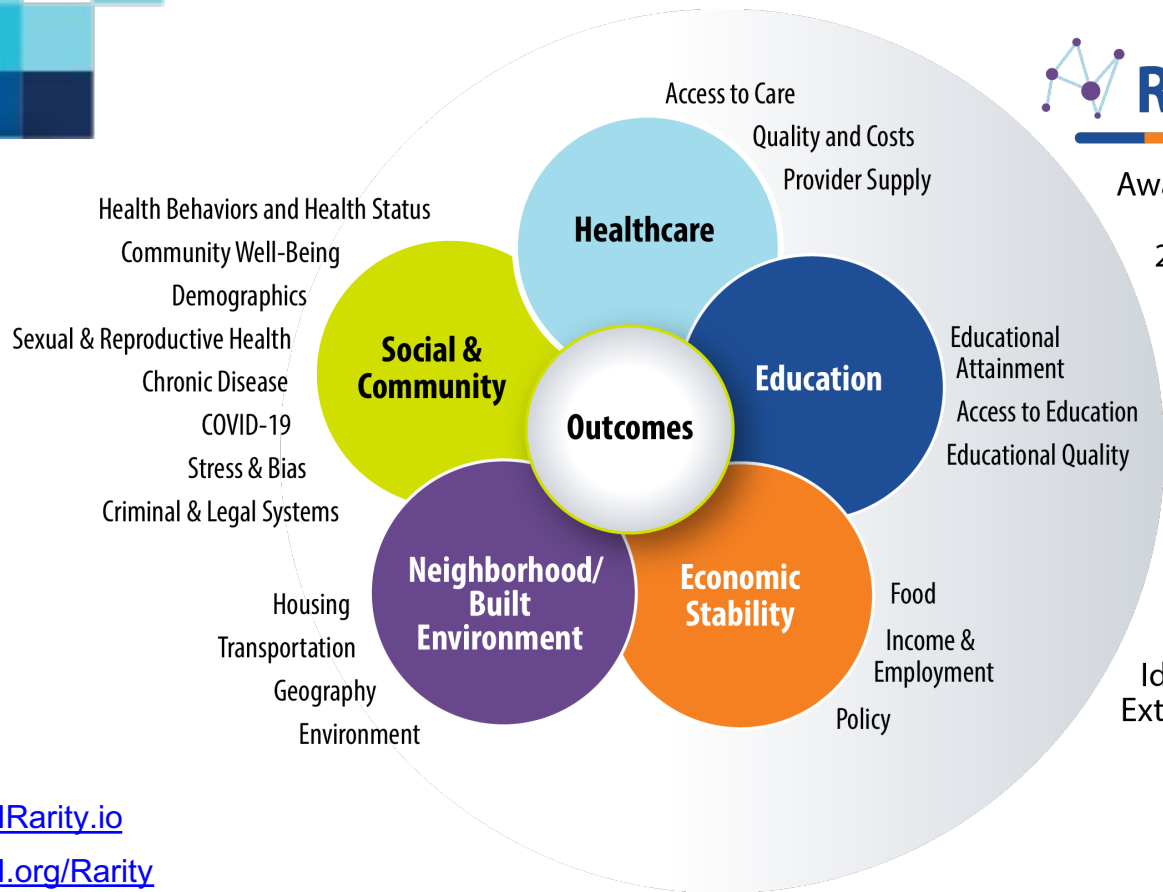 Access to Care
Quality and Costs
Provider Supply
Healthcare
Health Behaviors and Health Status
Community Well-Being
Demographics
Sexual & Reproductive Health
Chronic Disease
COVID-19
Stress & Bias
Criminal & Legal Systems
Social &
Community
Education
Educational
Attainment
Access to Education
Educational Quality
Outcomes
Neighborhood/
Built
Environment
Housing
Transportation
Geography
Environment
Economic
Stability
Food
Income &
Employment
Policy
Rarity.io
.org/Rarity